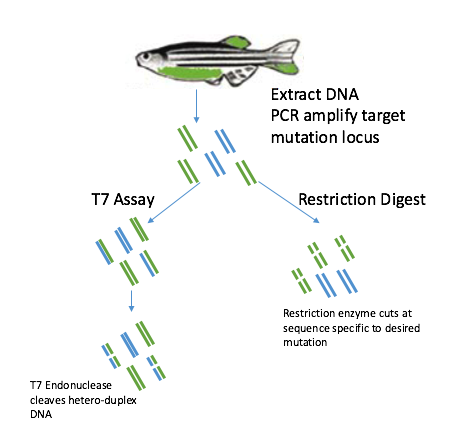 Extract DNA
PCR amplify target
mutation locus
T7 Assay
Restriction Digest
Restriction enzyme cuts at
sequence specific to desired
mutation
T7 Endonuclease
cleaves hetero-duplex
DNA